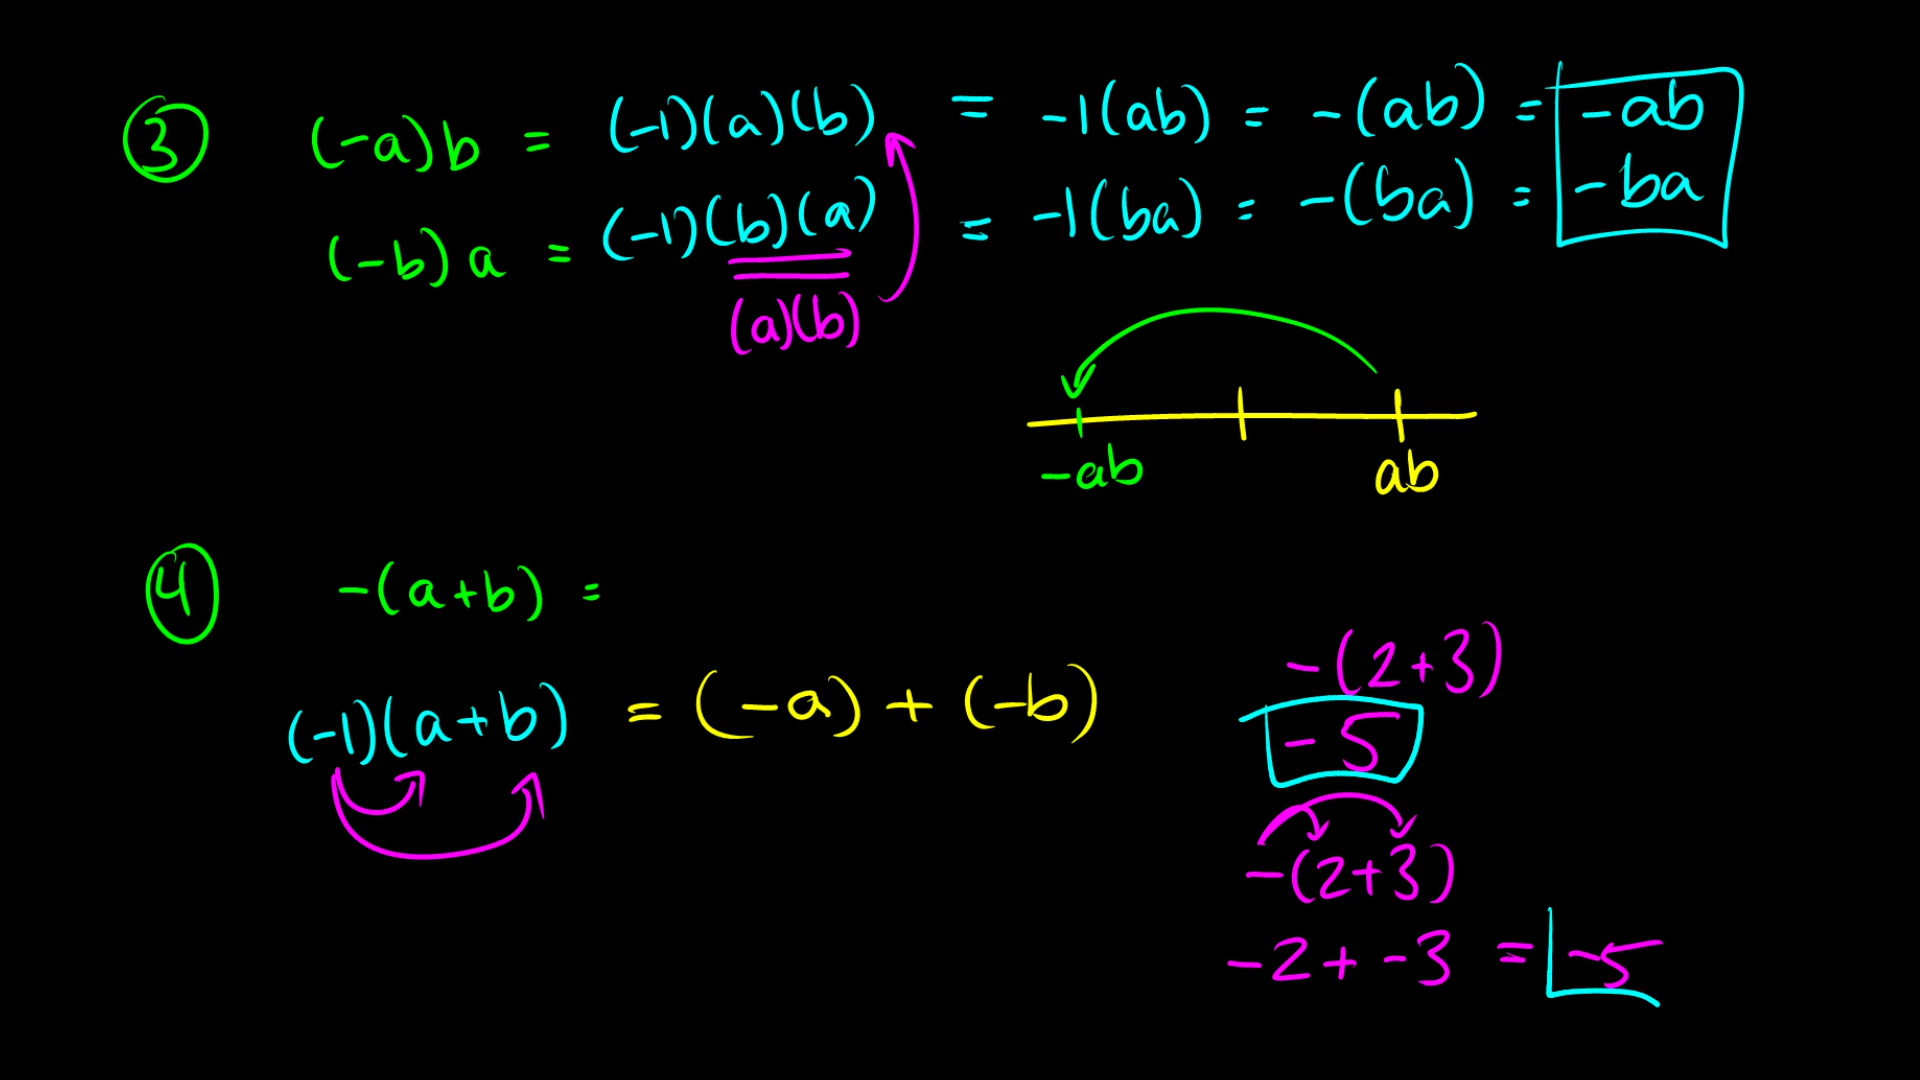 3 (-a)b = (-1)(a)(b) = -1(ab) = -(ab) = -ab
(-b) a = (-1)(b)(a) = -1(ba) = -(ba) = -ba
(a)(b)
-ab ab
4 -(a+b) =
(-1)(a+b) = (-a) + (-b)
-(2+3)
-5
-(2+3)
-2 + -3 = -5